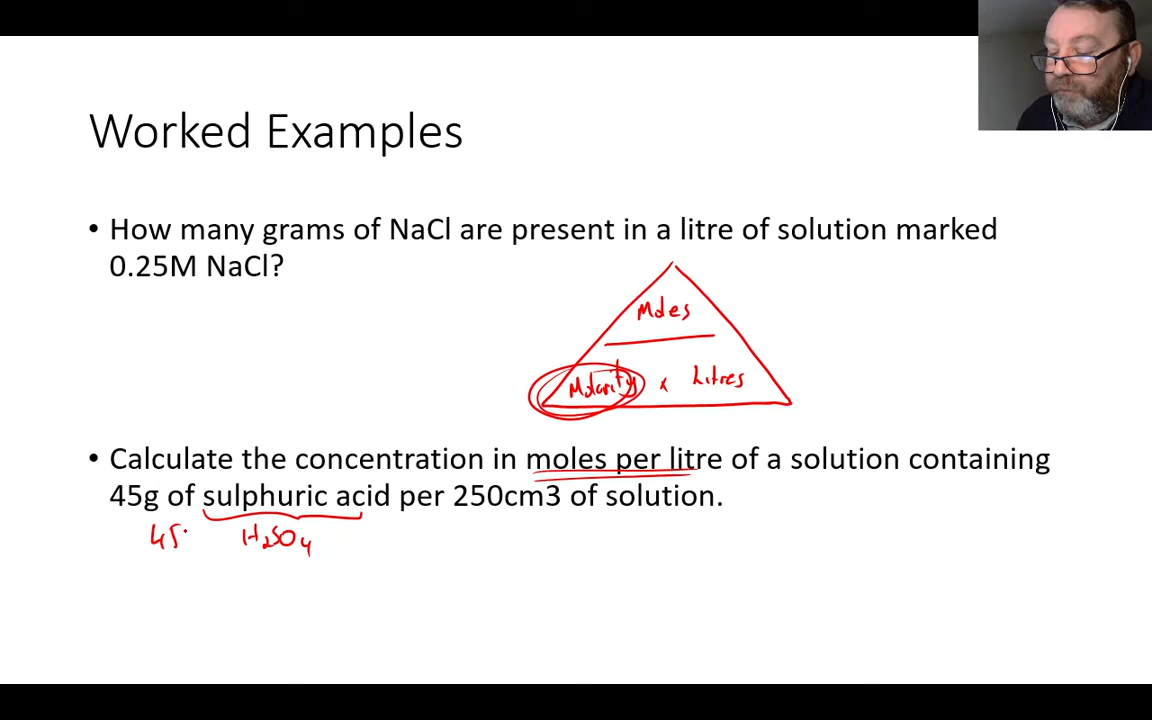 Worked Examples
• How many grams of NaCl are present in a litre of solution marked
0.25M NaCl?
Moles
Molarity x Litres
• Calculate the concentration in moles per litre of a solution containing
45g of sulphuric acid per 250cm3 of solution.
45 H₂SO₄